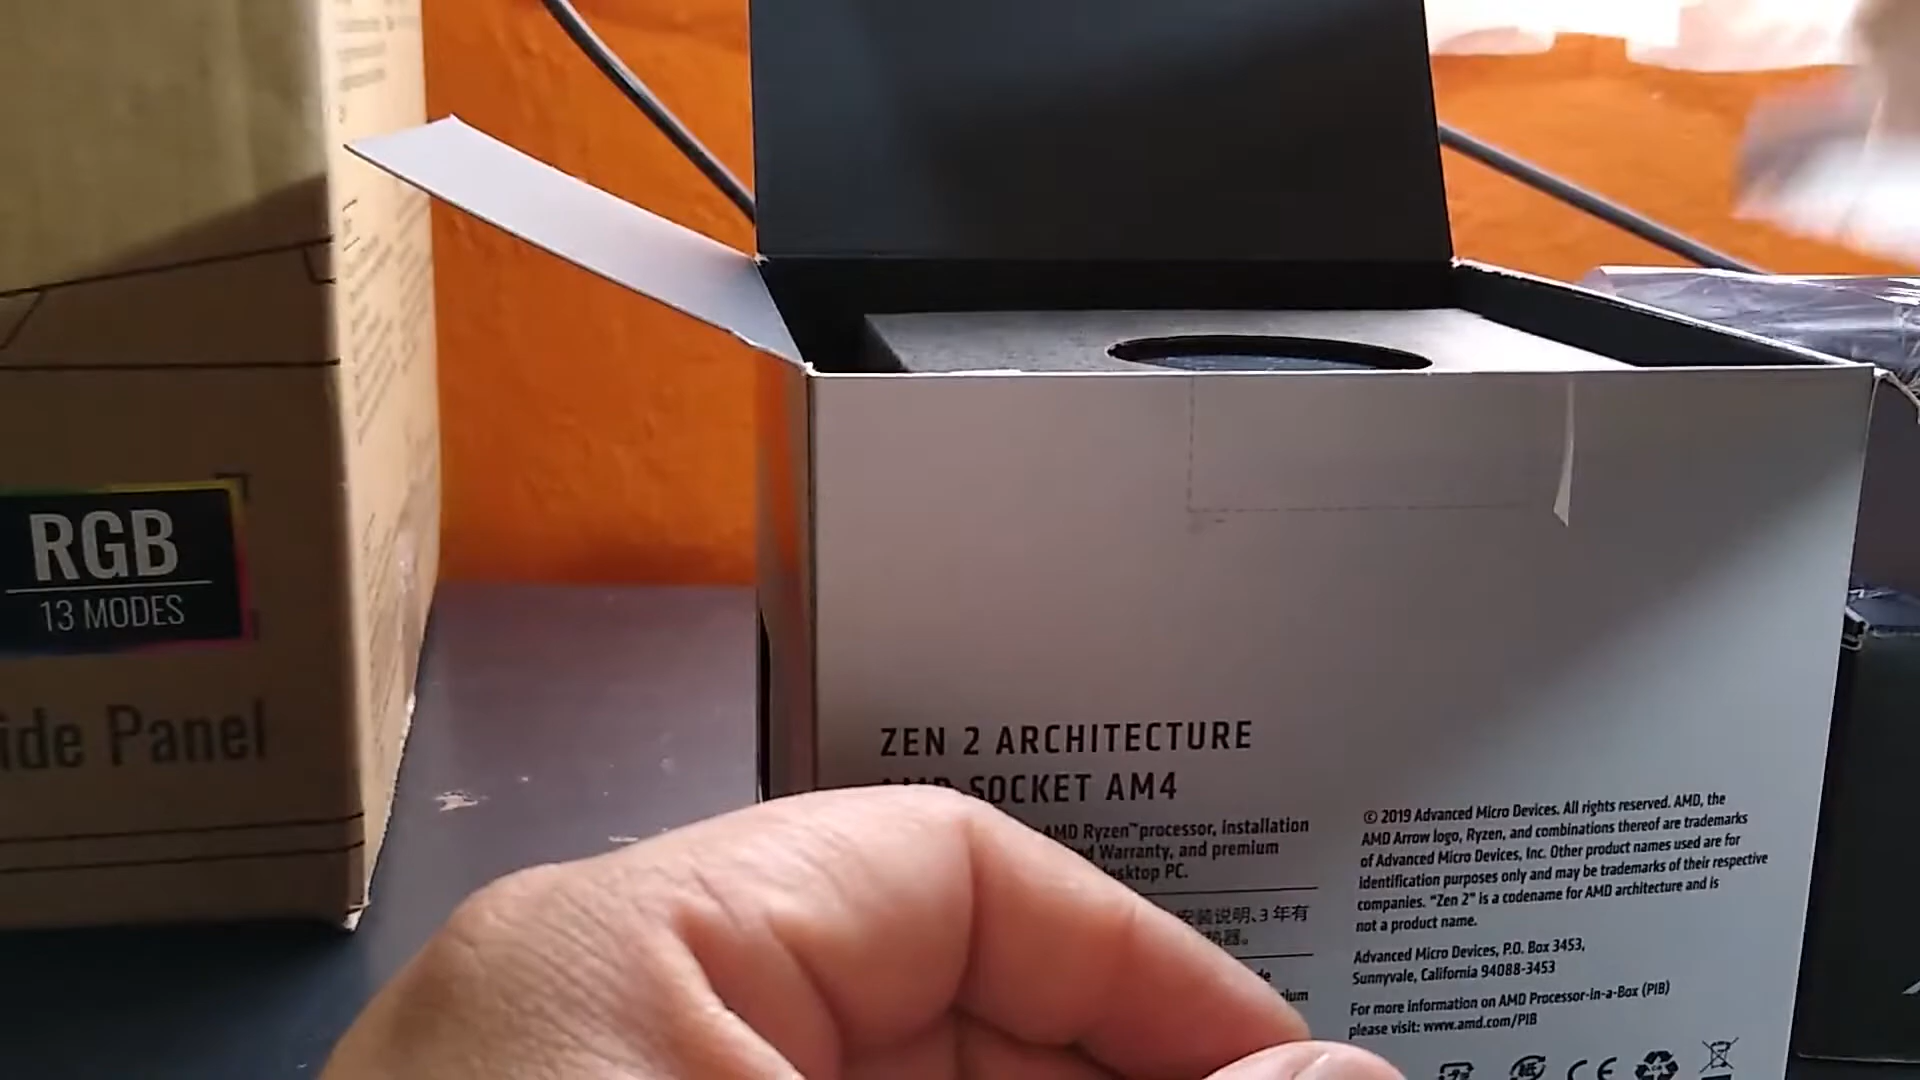 RGB
13 MODES
ide Panel
ZEN 2 ARCHITECTURE
SOCKET AM4
AMD Ryzen™ processor, installation
Warranty, and premium
PC.
安装说明、3 年有
热器。
© 2019 Advanced Micro Devices. All rights reserved. AMD, the
AMD Arrow logo, Ryzen, and combinations thereof are trademarks
of Advanced Micro Devices, Inc. Other product names used are for
identification purposes only and may be trademarks of their respective
companies. "Zen 2" is a codename for AMD architecture and is
not a product name.
Advanced Micro Devices, P.O. Box 3453,
Sunnyvale, California 94088-3453
For more information on AMD Processor-in-a-Box (PIB)
please visit: www.amd.com/PIB
CE